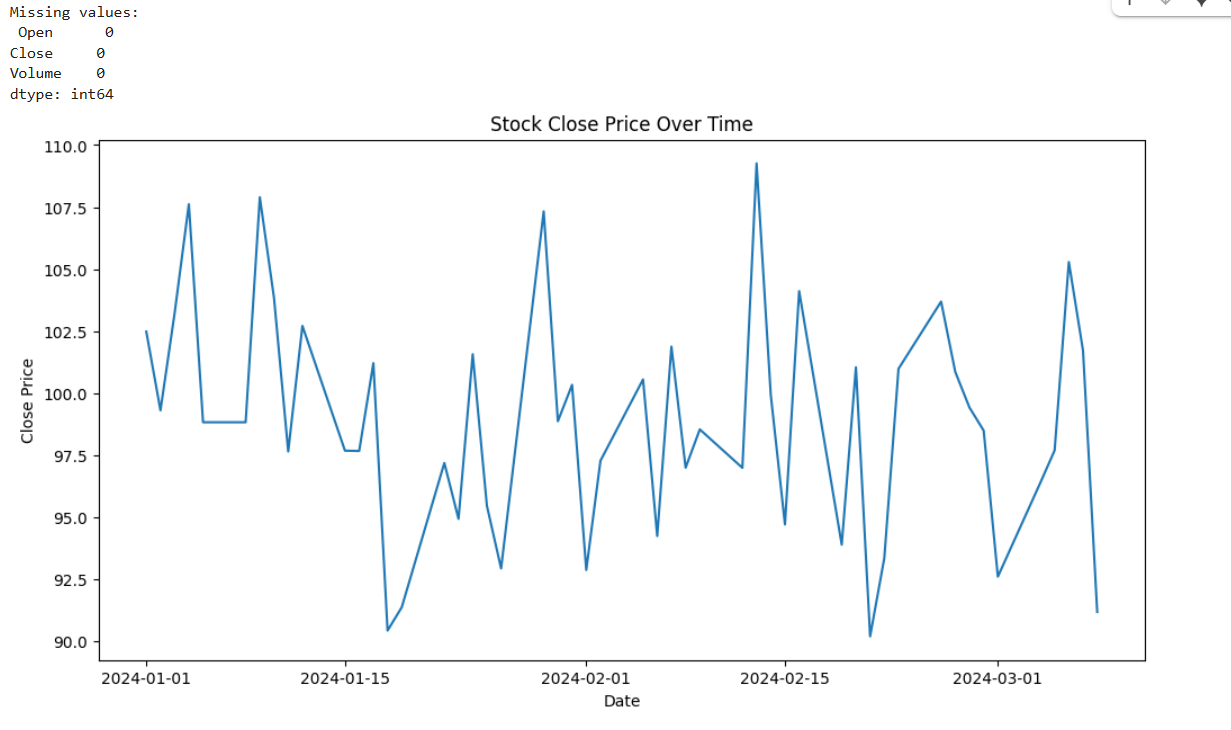 Missing values:
Open 0
Close 0
Volume 0
dtype: int64
Stock Close Price Over Time
110.0
107.5
105.0
102.5
100.0
97.5
95.0
92.5
90.0
Close Price
2024-01-01 2024-01-15 2024-02-01 2024-02-15 2024-03-01
Date